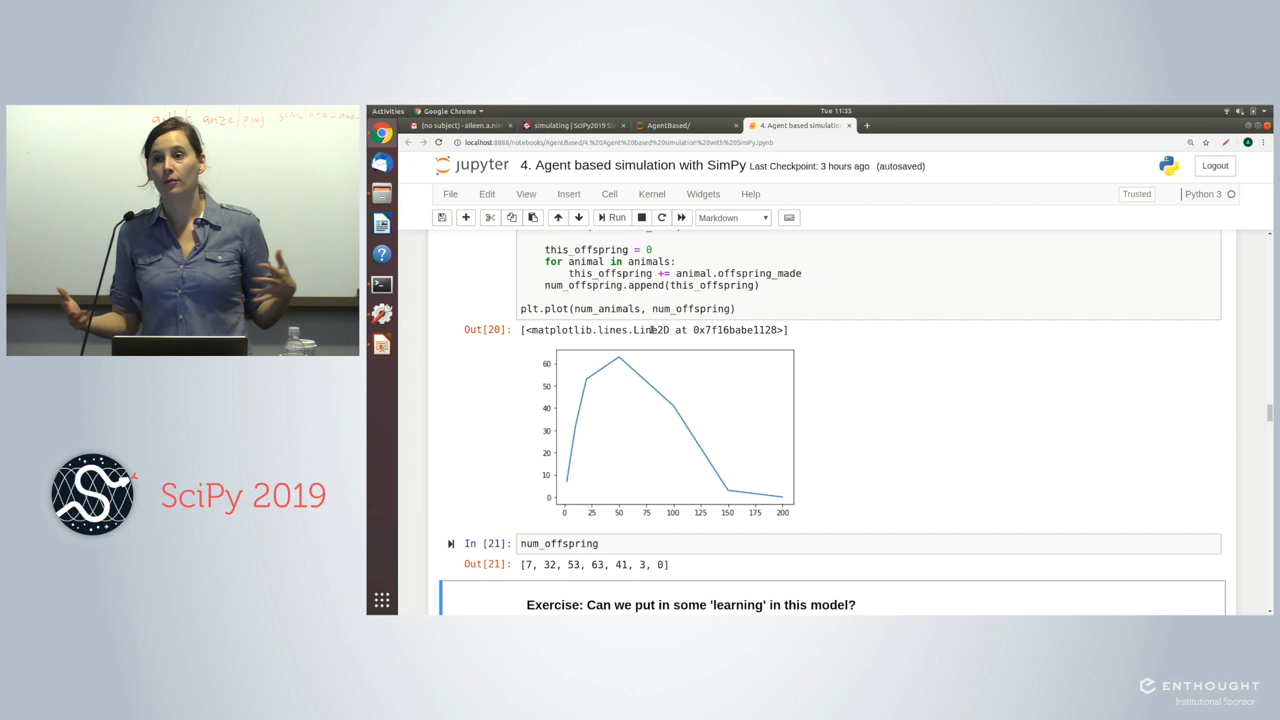 Activities
Google Chrome
Tue 11:35
(no subject) - aileen.a.nie
simulating | SciPy2019 Sim
AgentBased/
4. Agent based simulation
localhost:8888/notebooks/AgentBased/4.%20Agent%20based%20simulation%20with%20SimPy.ipynb
jupyter 4. Agent based simulation with SimPy Last Checkpoint: 3 hours ago (autosaved)
Logout
File Edit View Insert Cell Kernel Widgets Help
Trusted
Python 3
Run
Markdown
this_offspring = 0
for animal in animals:
this_offspring += animal.offspring_made
num_offspring.append(this_offspring)
plt.plot(num_animals, num_offspring)
Out[20]: [<matplotlib.lines.Line2D at 0x7f16babe1128>]
60
50
40
30
20
10
0
0 25 50 75 100 125 150 175 200
In [21]: num_offspring
Out[21]: [7, 32, 53, 63, 41, 3, 0]
Exercise: Can we put in some 'learning' in this model?
SciPy 2019
ENTHOUGHT
Institutional Sponsor